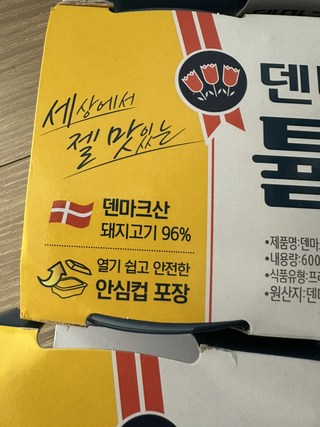 세상에서
젤 맛있는
덴마크산
돼지고기 96%
열기 쉽고 안전한
안심컵 포장
덴
튤
•제품명:덴마
•내용량:600
•식품유형:프
•원산지:덴